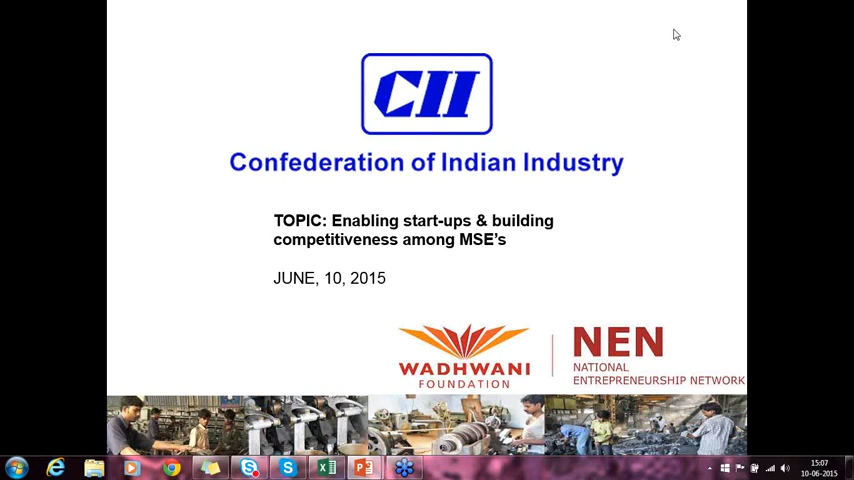 CII
Confederation of Indian Industry
TOPIC: Enabling start-ups & building
competitiveness among MSE's
JUNE, 10, 2015
WADHWANI
FOUNDATION
NEN
NATIONAL
ENTREPRENEURSHIP NETWORK
15:07
10-06-2015